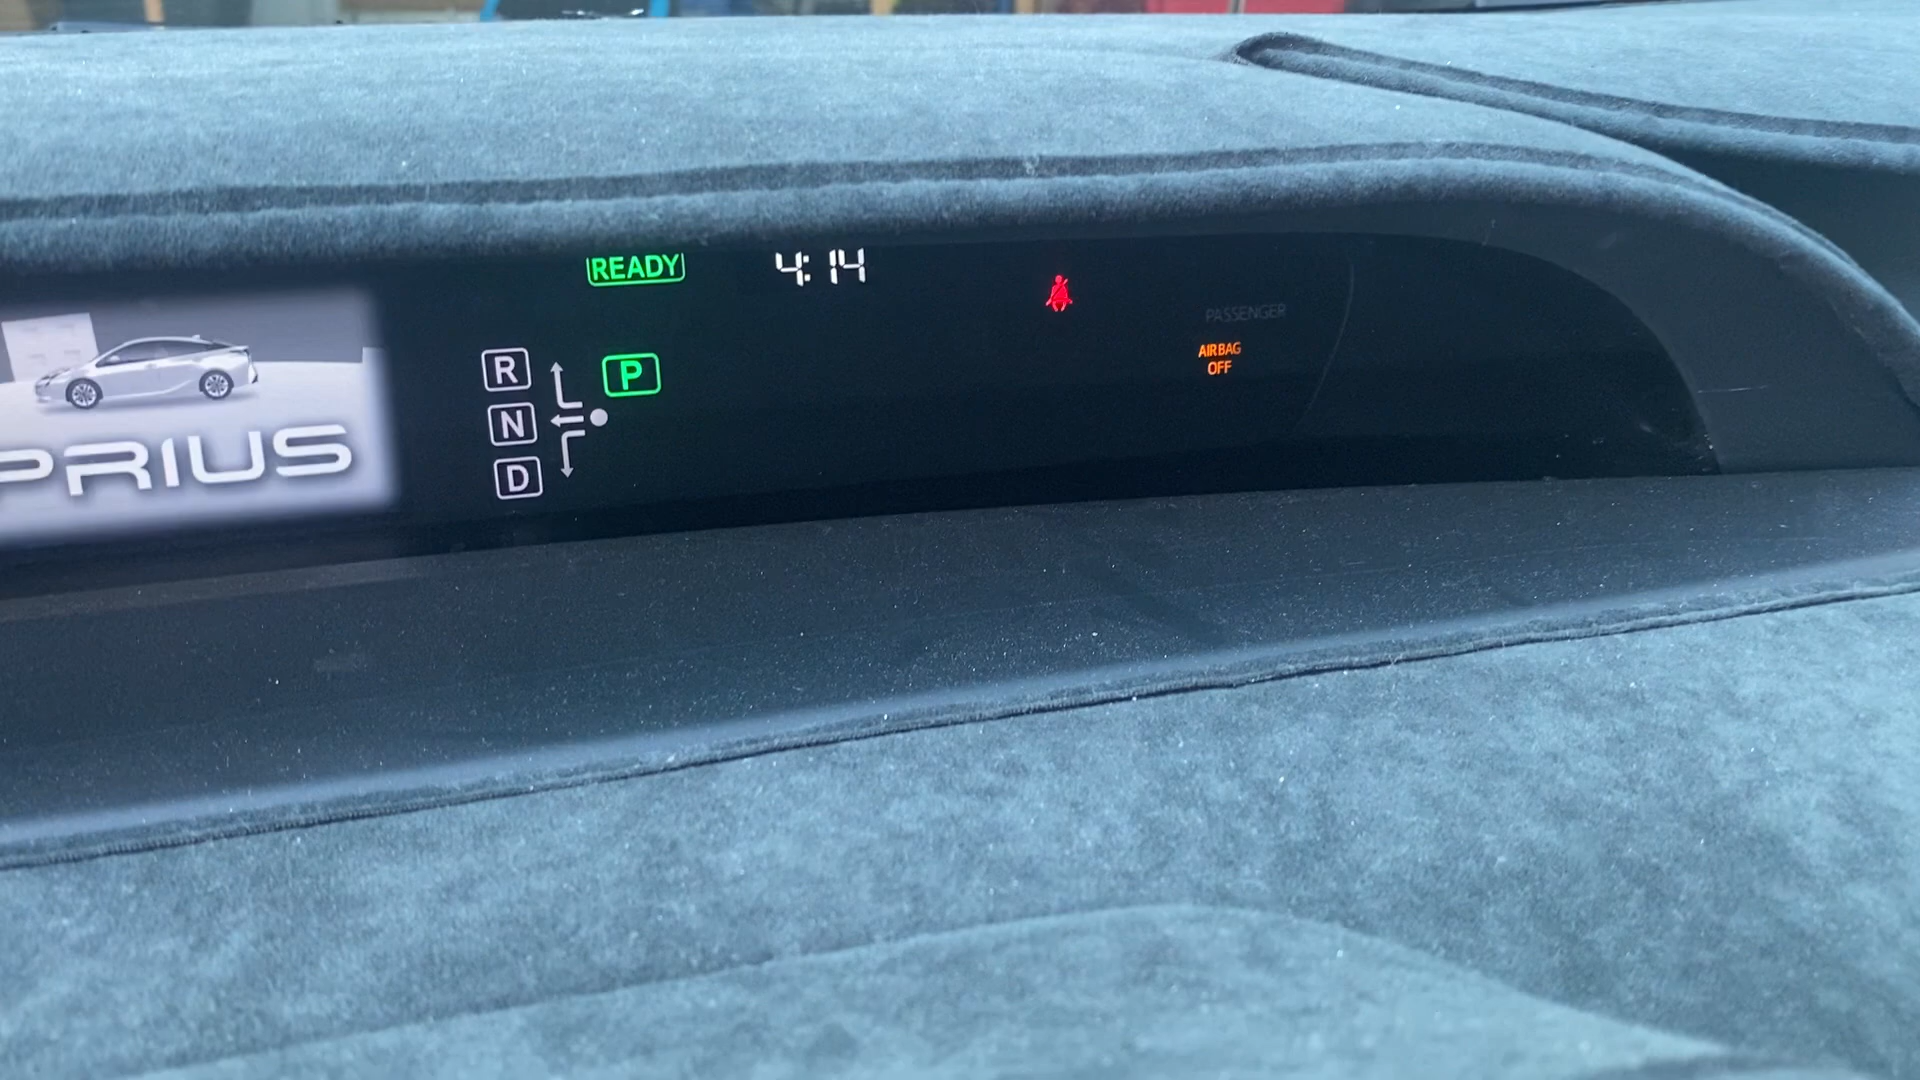 READY
4:14
PASSENGER
AIRBAG
OFF
R
P
N
D
PRIUS